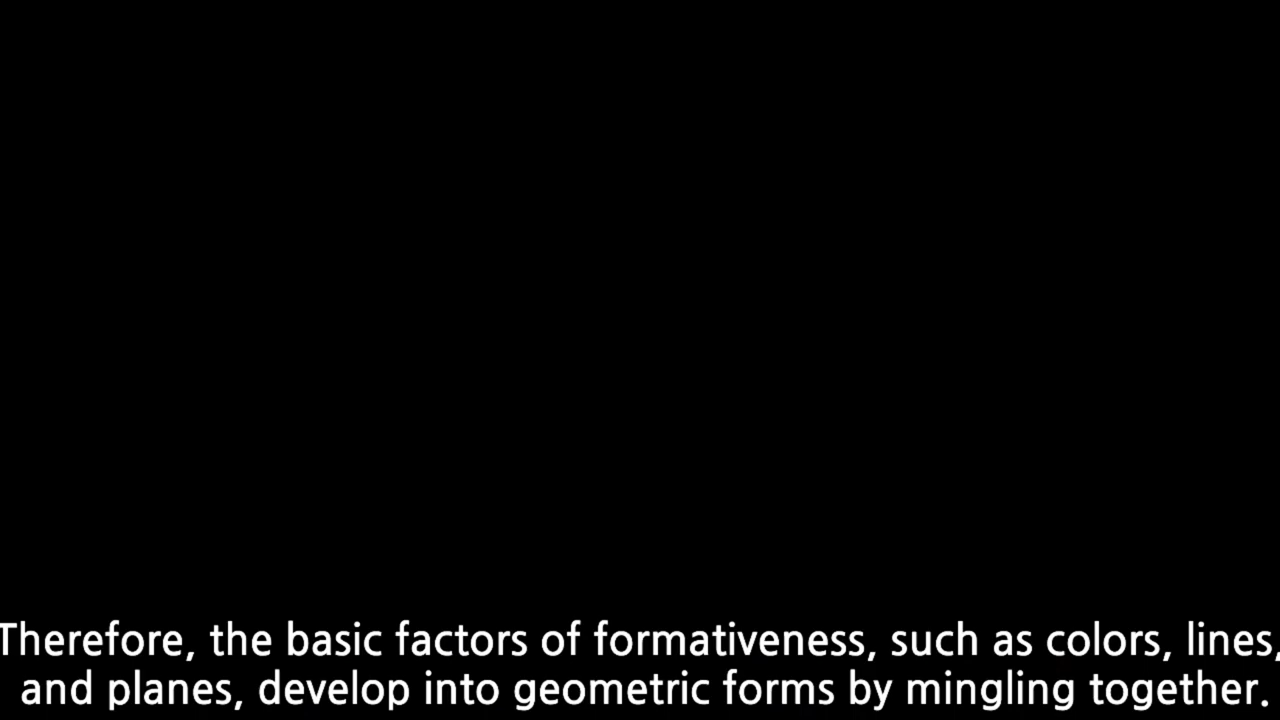 Therefore, the basic factors of formativeness, such as colors, lines,
and planes, develop into geometric forms by mingling together.